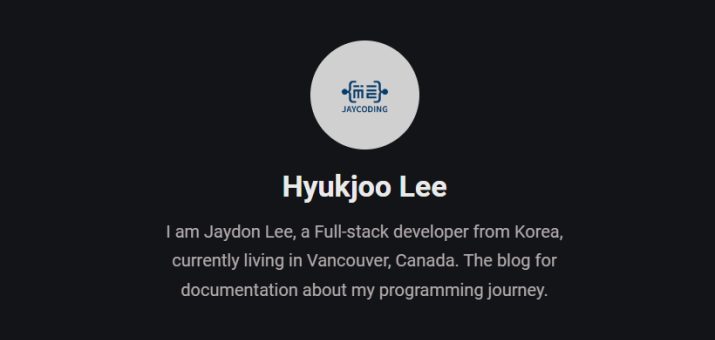 JAYCODING
Hyukjoo Lee
I am Jaydon Lee, a Full-stack developer from Korea,
currently living in Vancouver, Canada. The blog for
documentation about my programming journey.